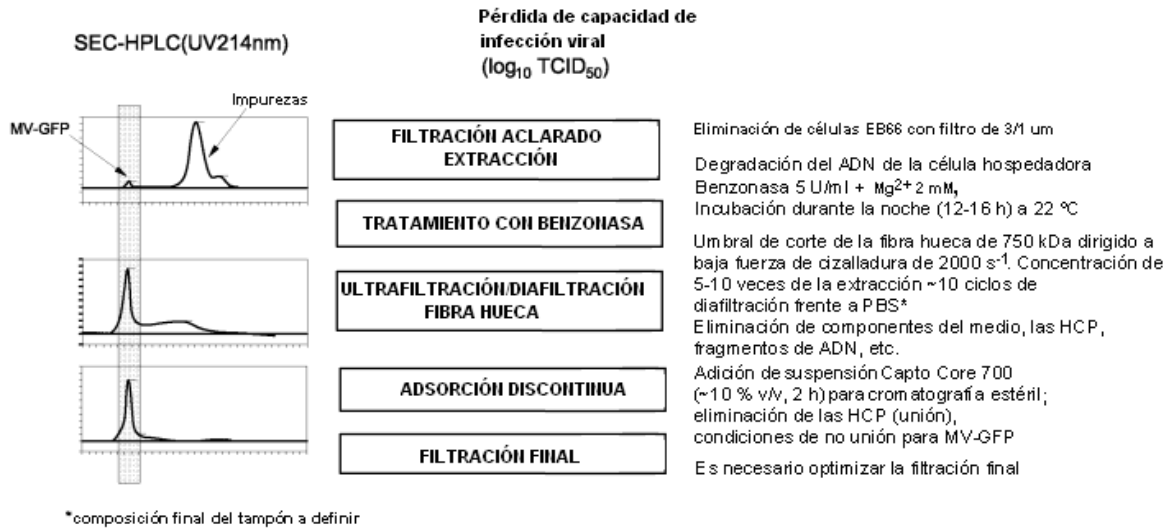 SEC-HPLC(UV214nm)
Pérdida de capacidad de
infección viral
(log10 TCID50)
MV-GFP
Impurezas
FILTRACIÓN ACLARADO
EXTRACCIÓN
TRATAMIENTO CON BENZONASA
ULTRAFILTRACIÓN/DIAFILTRACIÓN
FIBRA HUECA
ADSORCIÓN DISCONTINUA
FILTRACIÓN FINAL
Eliminación de células EB66 con filtro de 3/1 um
Degradación del ADN de la célula hospedadora
Benzonasa 5 U/ml + Mg2+ 2 mM,
Incubación durante la noche (12-16 h) a 22 ºC
Umbral de corte de la fibra hueca de 750 kDa dirigido a
baja fuerza de cizalladura de 2000 s-1. Concentración de
5-10 veces de la extracción ~10 ciclos de
diafiltración frente a PBS*
Eliminación de componentes del medio, las HCP,
fragmentos de ADN, etc.
Adición de suspensión Capto Core 700
(~10 % v/v, 2 h) para cromatografía estéril;
eliminación de las HCP (unión),
condiciones de no unión para MV-GFP
Es necesario optimizar la filtración final
*composición final del tampón a definir